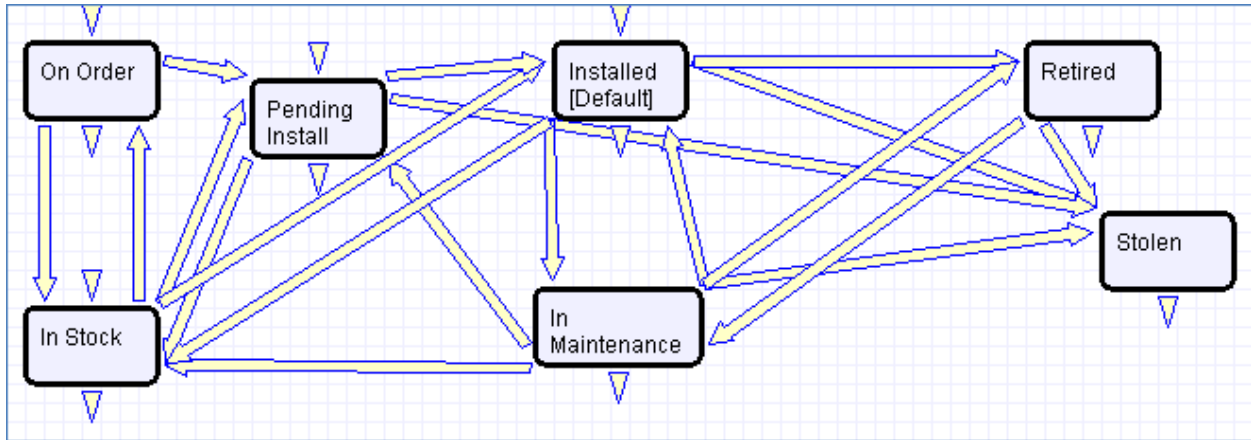 On Order
Pending
Install
Installed
[Default]
Retired
Stolen
In Stock
In
Maintenance